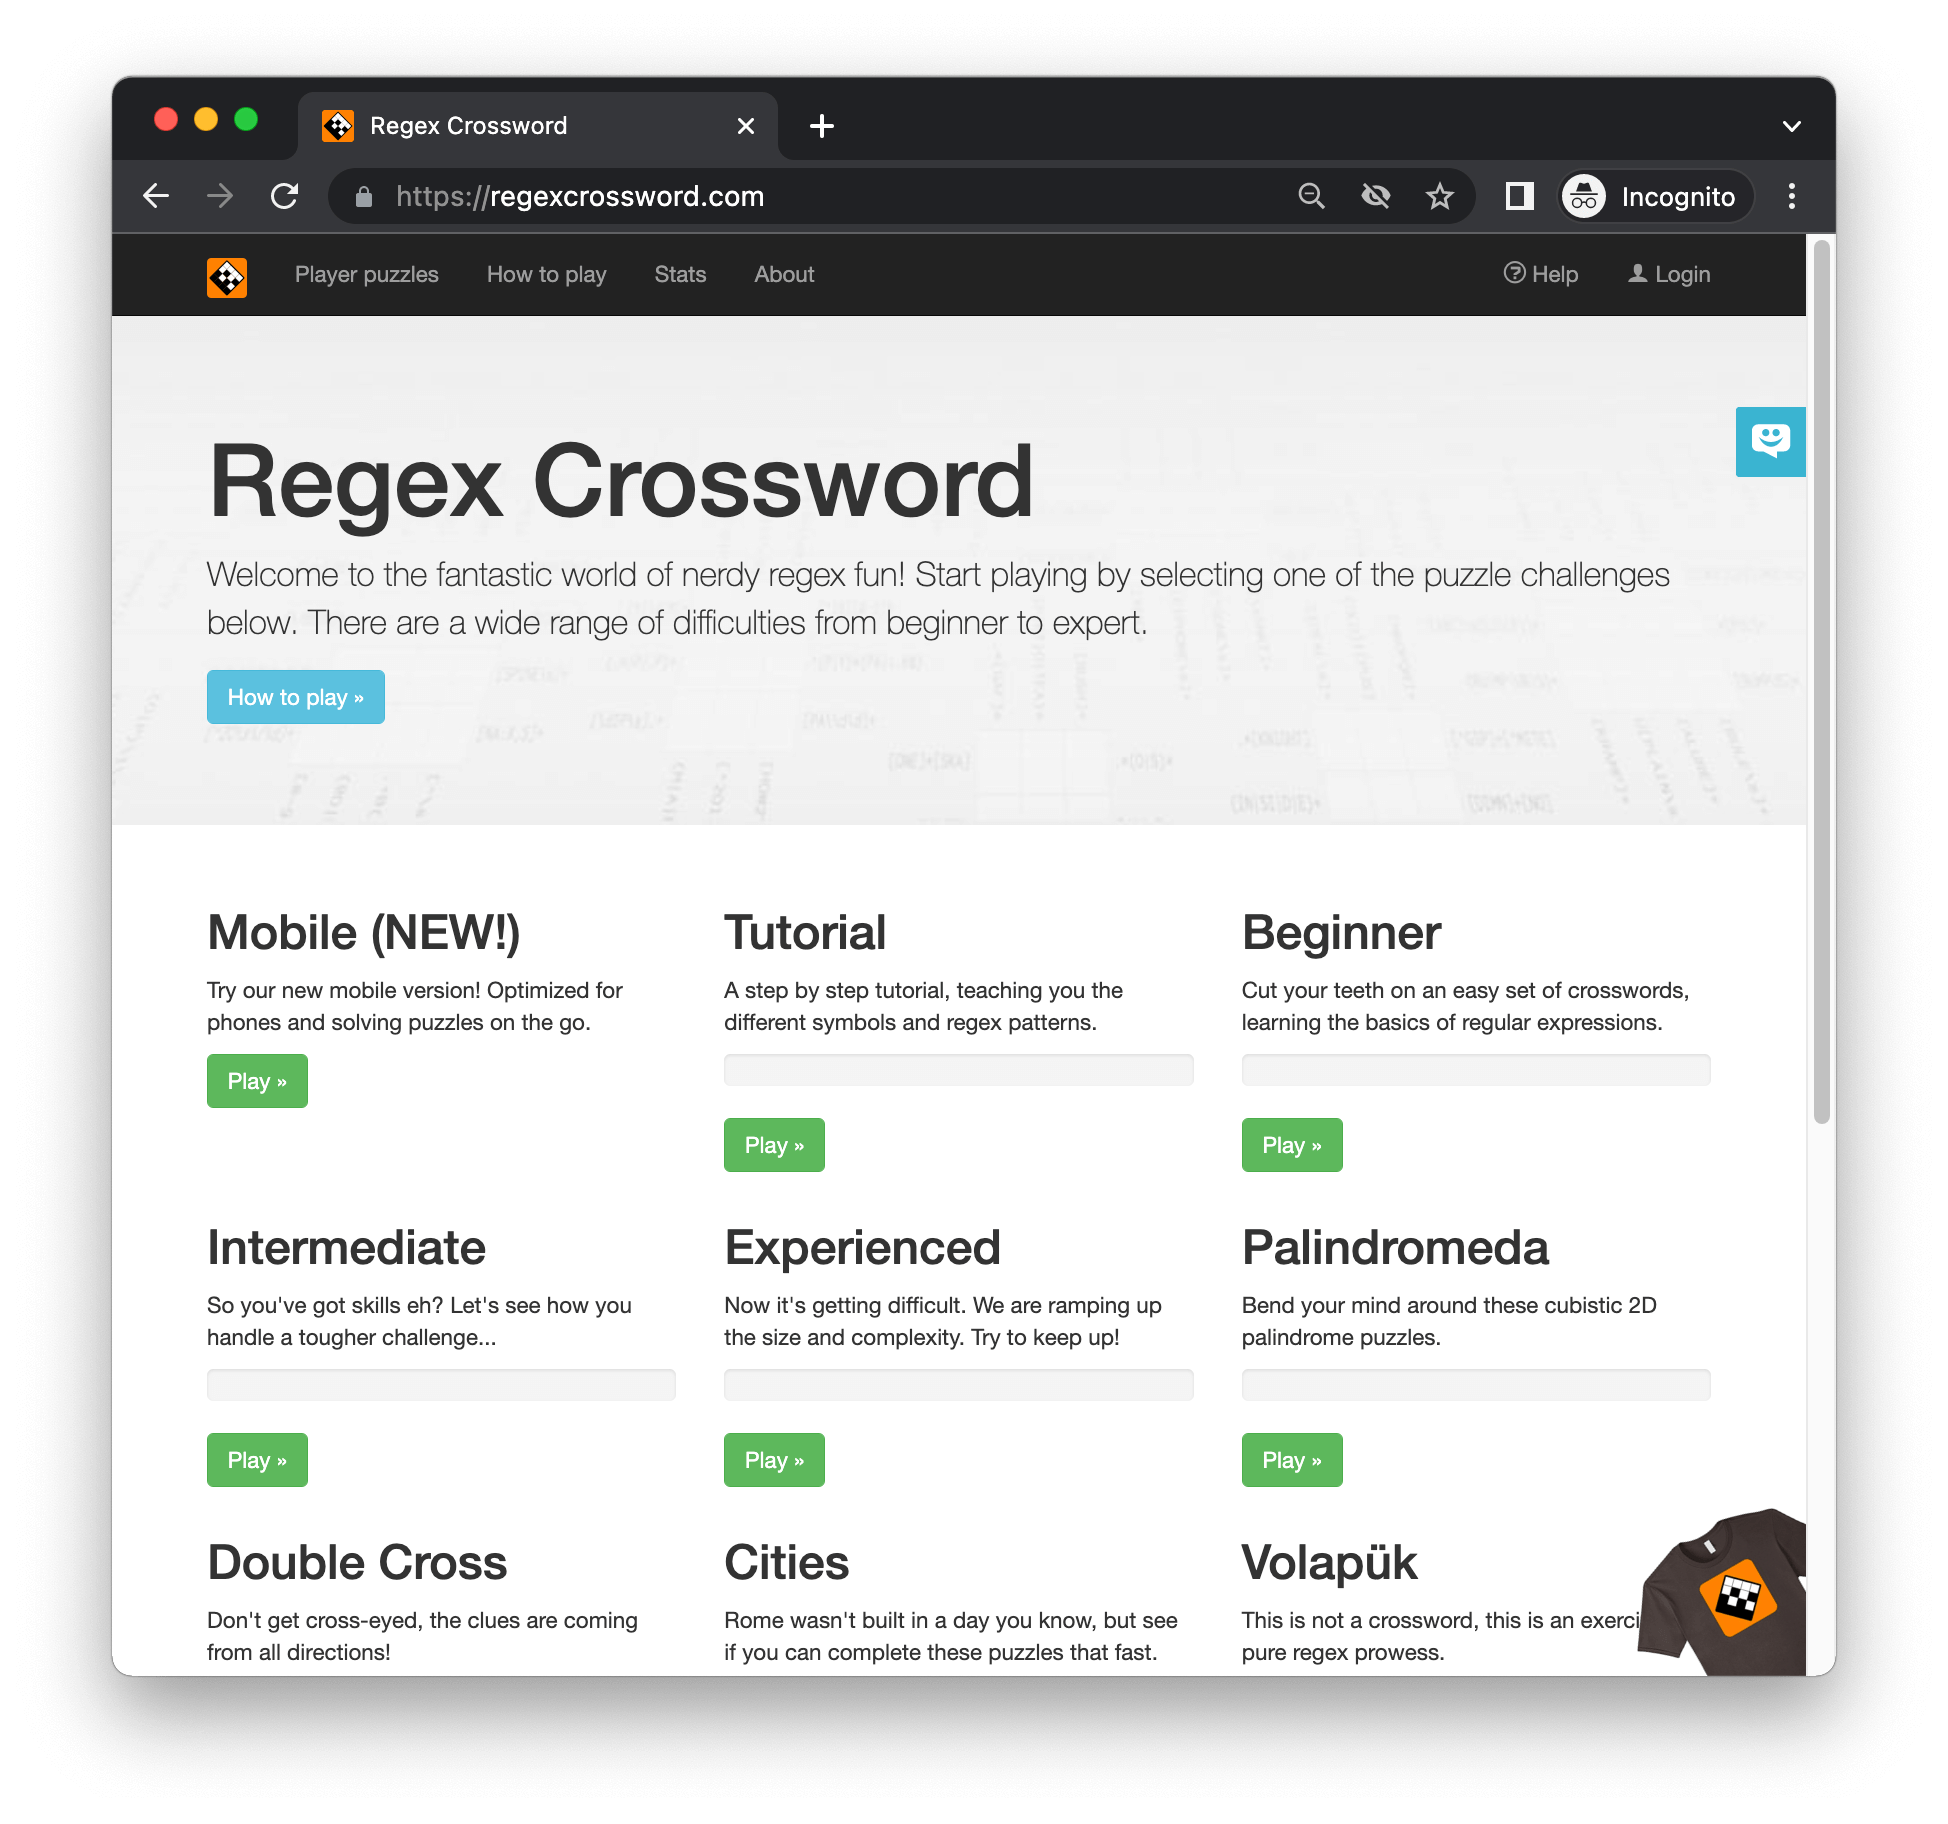 Regex Crossword
https://regexcrossword.com
Incognito
Player puzzles How to play Stats About Help Login
Regex Crossword
Welcome to the fantastic world of nerdy regex fun! Start playing by selecting one of the puzzle challenges
below. There are a wide range of difficulties from beginner to expert.
How to play »
Mobile (NEW!)
Try our new mobile version! Optimized for
phones and solving puzzles on the go.
Play »
Tutorial
A step by step tutorial, teaching you the
different symbols and regex patterns.
Play »
Beginner
Cut your teeth on an easy set of crosswords,
learning the basics of regular expressions.
Play »
Intermediate
So you've got skills eh? Let's see how you
handle a tougher challenge...
Play »
Experienced
Now it's getting difficult. We are ramping up
the size and complexity. Try to keep up!
Play »
Palindromeda
Bend your mind around these cubistic 2D
palindrome puzzles.
Play »
Double Cross
Don't get cross-eyed, the clues are coming
from all directions!
Cities
Rome wasn't built in a day you know, but see
if you can complete these puzzles that fast.
Volapük
This is not a crossword, this is an exerci
pure regex prowess.